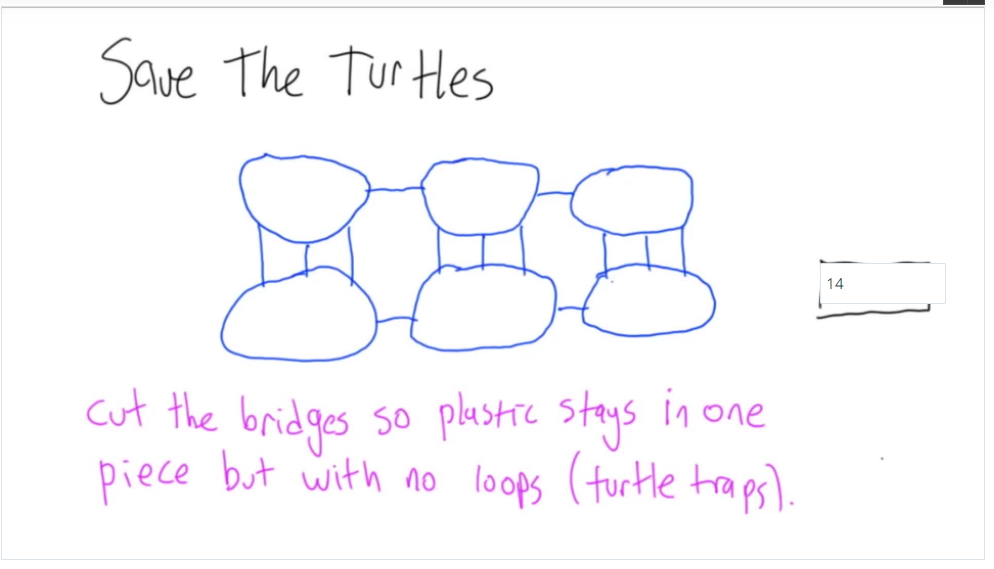 Save The Turtles
14
cut the bridges so plastic stays in one
piece but with no loops (turtle traps).